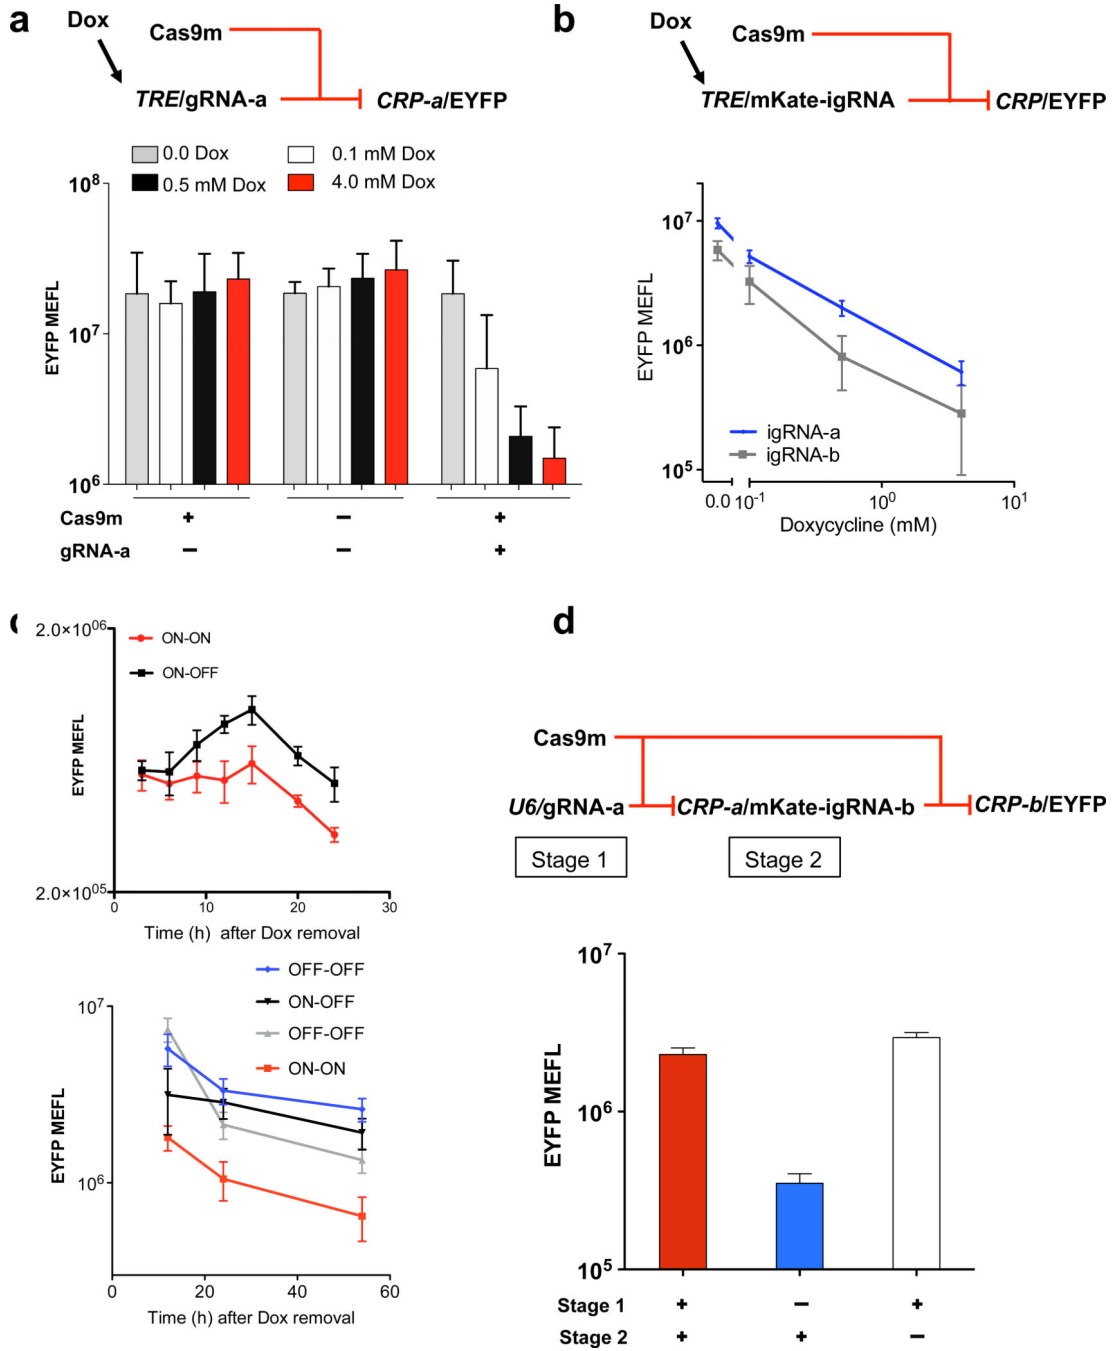 a
Dox
Cas9m
TRE/gRNA-a
CRP-a/EYFP
0.0 Dox
0.1 mM Dox
0.5 mM Dox
4.0 mM Dox
10^8
10^7
10^6
EYFP MEFL
Cas9m + − +
gRNA-a − − +
b
Dox
Cas9m
TRE/mKate-igRNA
CRP/EYFP
10^7
10^6
10^5
EYFP MEFL
igRNA-a
igRNA-b
0.0 10^-1 10^0 10^1
Doxycycline (mM)
c
2.0×10^06
ON-ON
ON-OFF
EYFP MEFL
2.0×10^05
0 10 20 30
Time (h) after Dox removal
OFF-OFF
ON-OFF
OFF-OFF
ON-ON
10^7
10^6
EYFP MEFL
0 20 40 60
Time (h) after Dox removal
d
Cas9m
U6/gRNA-a
CRP-a/mKate-igRNA-b
CRP-b/EYFP
Stage 1
Stage 2
10^7
10^6
10^5
EYFP MEFL
Stage 1 + − +
Stage 2 + + −